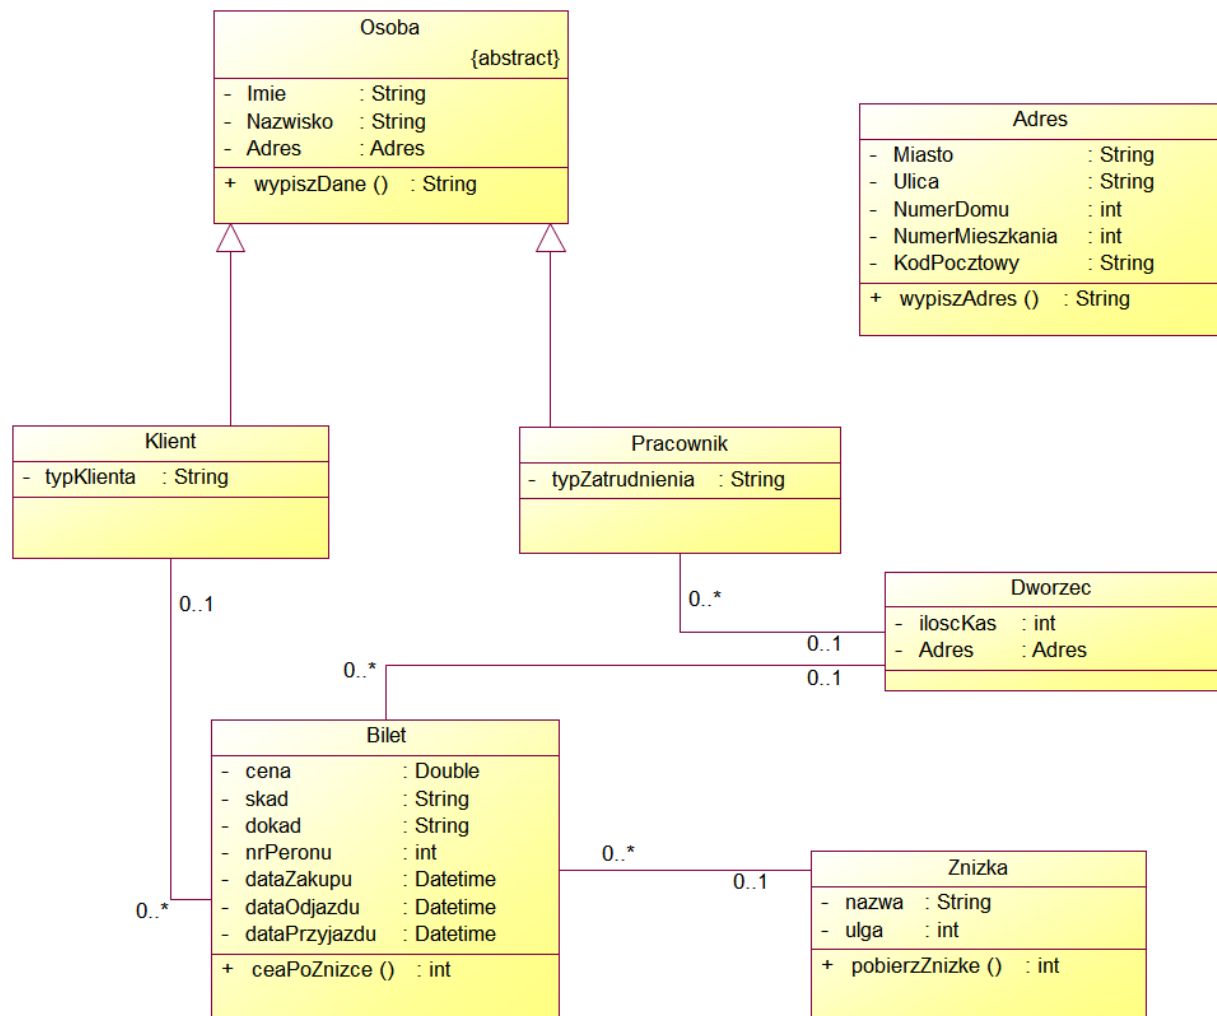 Osoba
{abstract}
- Imie : String
- Nazwisko : String
- Adres : Adres
+ wypiszDane () : String
Adres
- Miasto : String
- Ulica : String
- NumerDomu : int
- NumerMieszkania : int
- KodPocztowy : String
+ wypiszAdres () : String
Klient
- typKlienta : String
Pracownik
- typZatrudnienia : String
0..1
0..*
Dworzec
- iloscKas : int
- Adres : Adres
0..1
0..*
0..1
Bilet
- cena : Double
- skad : String
- dokad : String
- nrPeronu : int
- dataZakupu : Datetime
- dataOdjazdu : Datetime
- dataPrzyjazdu : Datetime
+ ceaPoZnizce () : int
0..*
0..*
0..1
Znizka
- nazwa : String
- ulga : int
+ pobierzZnizke () : int